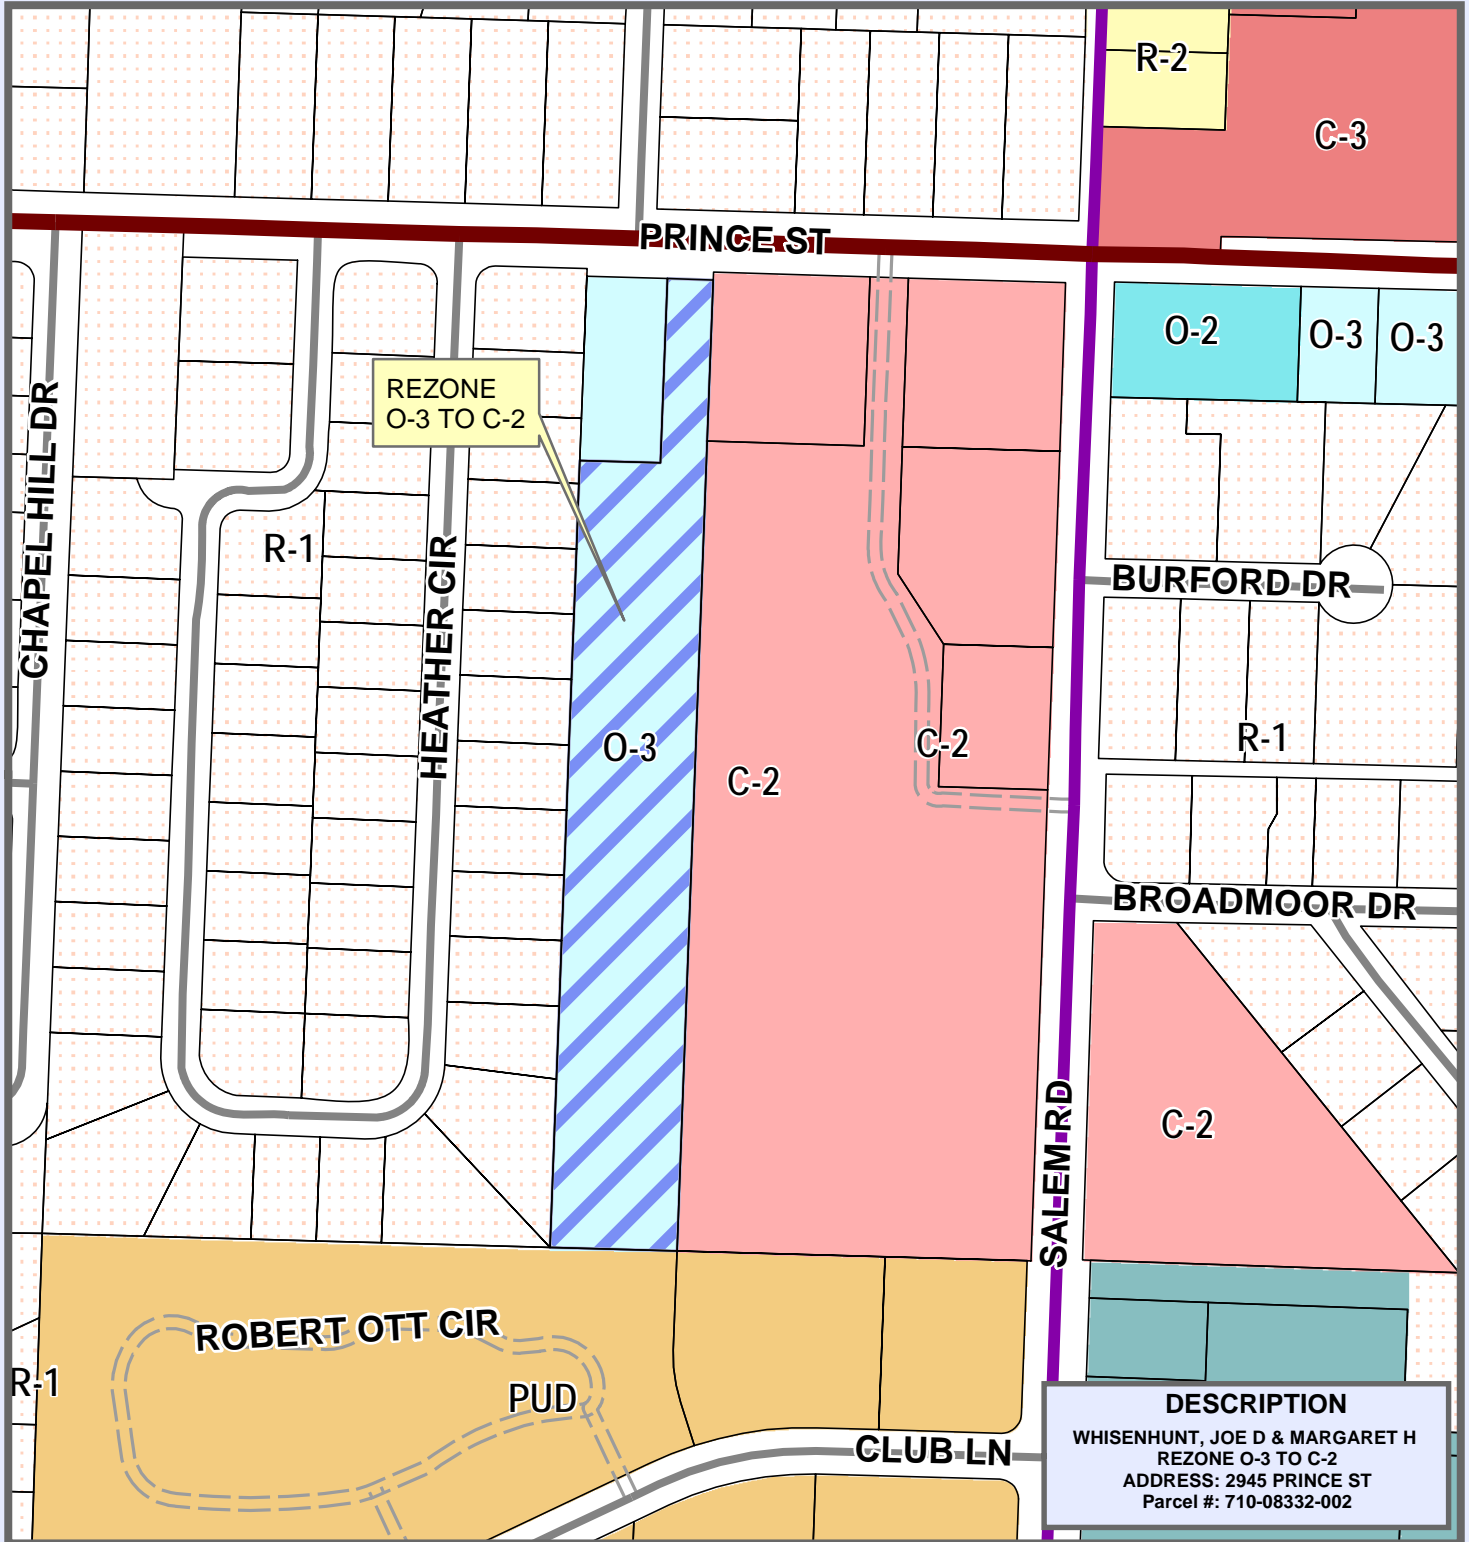 R-2
C-3
PRINCE ST
O-2
O-3
O-3
REZONE
O-3 TO C-2
CHAPEL HILL DR
R-1
HEATHER CIR
BURFORD DR
O-3
C-2
C-2
R-1
BROADMOOR DR
C-2
SALEM RD
ROBERT OTT CIR
R-1
PUD
CLUB LN
DESCRIPTION
WHISENHUNT, JOE D & MARGARET H
REZONE O-3 TO C-2
ADDRESS: 2945 PRINCE ST
Parcel #: 710-08332-002